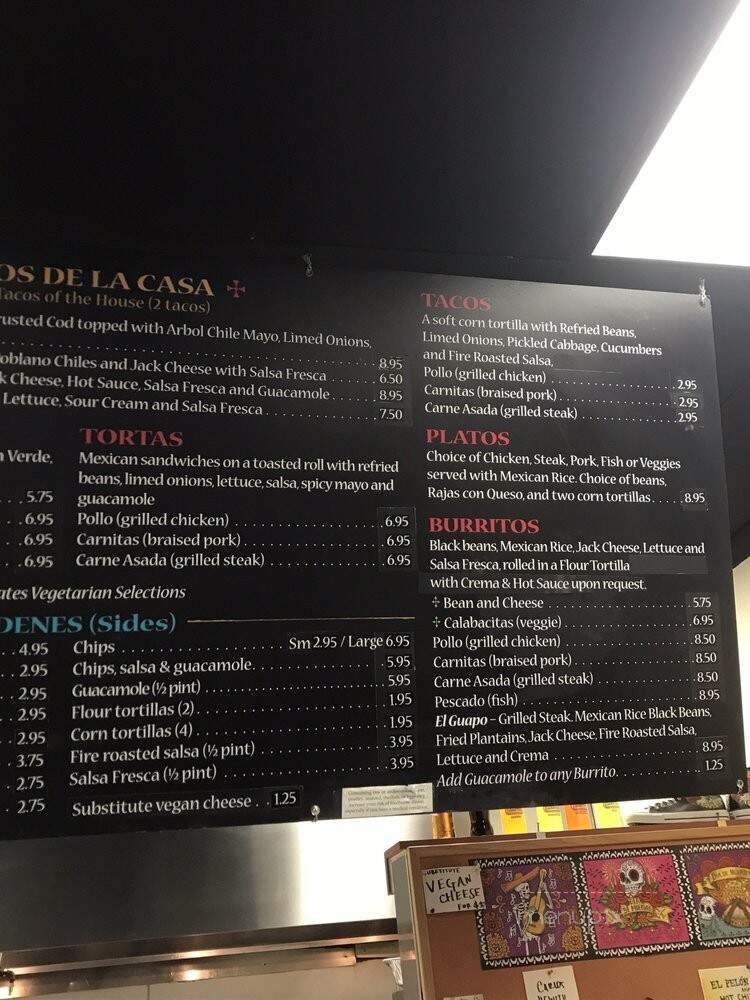 OS DE LA CASA
Tacos of the House (2 tacos)
rusted Cod topped with Arbol Chile Mayo, Limed Onions,
8.95
oblano Chiles and Jack Cheese with Salsa Fresca 6.50
k Cheese, Hot Sauce, Salsa Fresca and Guacamole 8.95
Lettuce, Sour Cream and Salsa Fresca 7.50
Verde,
5.75
6.95
6.95
6.95
TORTAS
Mexican sandwiches on a toasted roll with refried
beans, limed onions, lettuce, salsa, spicy mayo and
guacamole
Pollo (grilled chicken) 6.95
Carnitas (braised pork) 6.95
Carne Asada (grilled steak) 6.95
ates Vegetarian Selections
DENES (Sides)
4.95
2.95
2.95
2.95
2.95
3.75
2.75
2.75
Chips Sm 2.95 / Large 6.95
Chips, salsa & guacamole 5.95
Guacamole (½ pint) 5.95
Flour tortillas (2) 1.95
Corn tortillas (4) 1.95
Fire roasted salsa (½ pint) 3.95
Salsa Fresca (½ pint) 3.95
Substitute vegan cheese . . 1.25
TACOS
A soft corn tortilla with Refried Beans,
Limed Onions, Pickled Cabbage, Cucumbers
and Fire Roasted Salsa,
Pollo (grilled chicken) 2.95
Carnitas (braised pork) 2.95
Carne Asada (grilled steak) 2.95
PLATOS
Choice of Chicken, Steak, Pork, Fish or Veggies
served with Mexican Rice. Choice of beans,
Rajas con Queso, and two corn tortillas 8.95
BURRITOS
Black beans, Mexican Rice, Jack Cheese, Lettuce and
Salsa Fresca, rolled in a Flour Tortilla
with Crema & Hot Sauce upon request.
Bean and Cheese 5.75
Calabacitas (veggie) 6.95
Pollo (grilled chicken) 8.50
Carnitas (braised pork) 8.50
Carne Asada (grilled steak) 8.50
Pescado (fish) 8.95
El Guapo – Grilled Steak, Mexican Rice Black Beans,
Fried Plantains, Jack Cheese, Fire Roasted Salsa,
Lettuce and Crema 8.95
Add Guacamole to any Burrito. 1.25
SUBSTITUTE
VEGAN
CHEESE
FOR
EL PELÓ